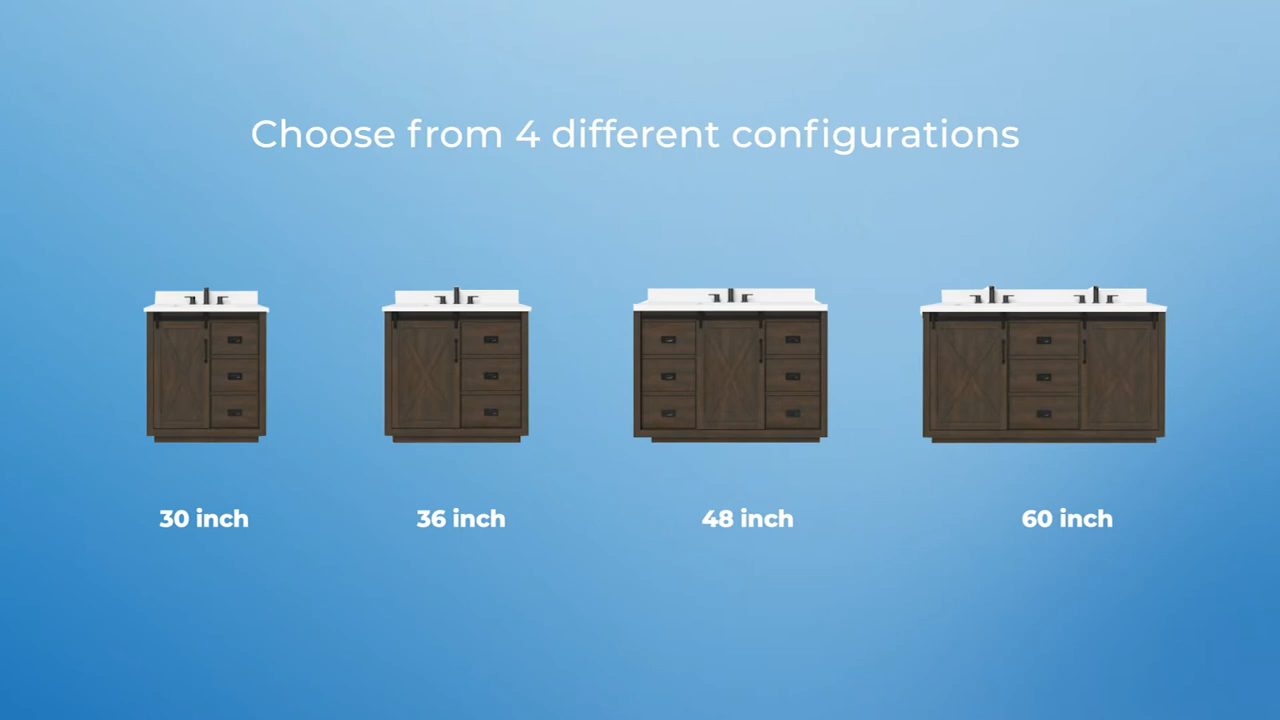 Choose from 4 different configurations
30 inch
36 inch
48 inch
60 inch